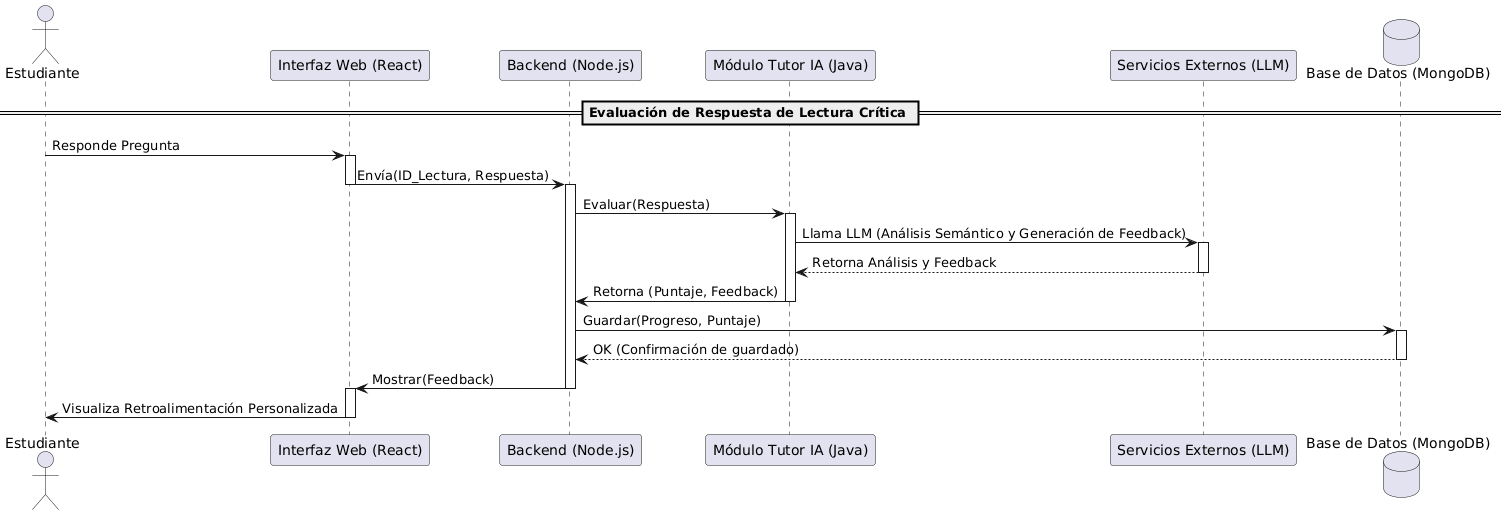 Estudiante
Interfaz Web (React)
Backend (Node.js)
Módulo Tutor IA (Java)
Servicios Externos (LLM)
Base de Datos (MongoDB)
Evaluación de Respuesta de Lectura Crítica
Responde Pregunta
Envía(ID_Lectura, Respuesta)
Evaluar(Respuesta)
Llama LLM (Análisis Semántico y Generación de Feedback)
Retorna Análisis y Feedback
Retorna (Puntaje, Feedback)
Guardar(Progreso, Puntaje)
OK (Confirmación de guardado)
Mostrar(Feedback)
Visualiza Retroalimentación Personalizada
Estudiante
Interfaz Web (React)
Backend (Node.js)
Módulo Tutor IA (Java)
Servicios Externos (LLM)
Base de Datos (MongoDB)